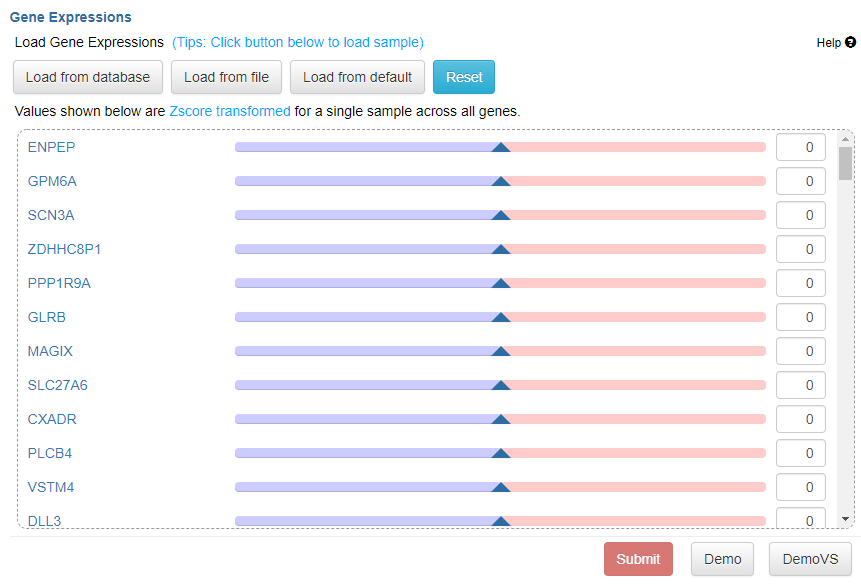 Gene Expressions
Load Gene Expressions (Tips: Click button below to load sample)
Help
Load from database Load from file Load from default Reset
Values shown below are Zscore transformed for a single sample across all genes.
ENPEP 0
GPM6A 0
SCN3A 0
ZDHHC8P1 0
PPP1R9A 0
GLRB 0
MAGIX 0
SLC27A6 0
CXADR 0
PLCB4 0
VSTM4 0
DLL3 0
Submit Demo DemoVS